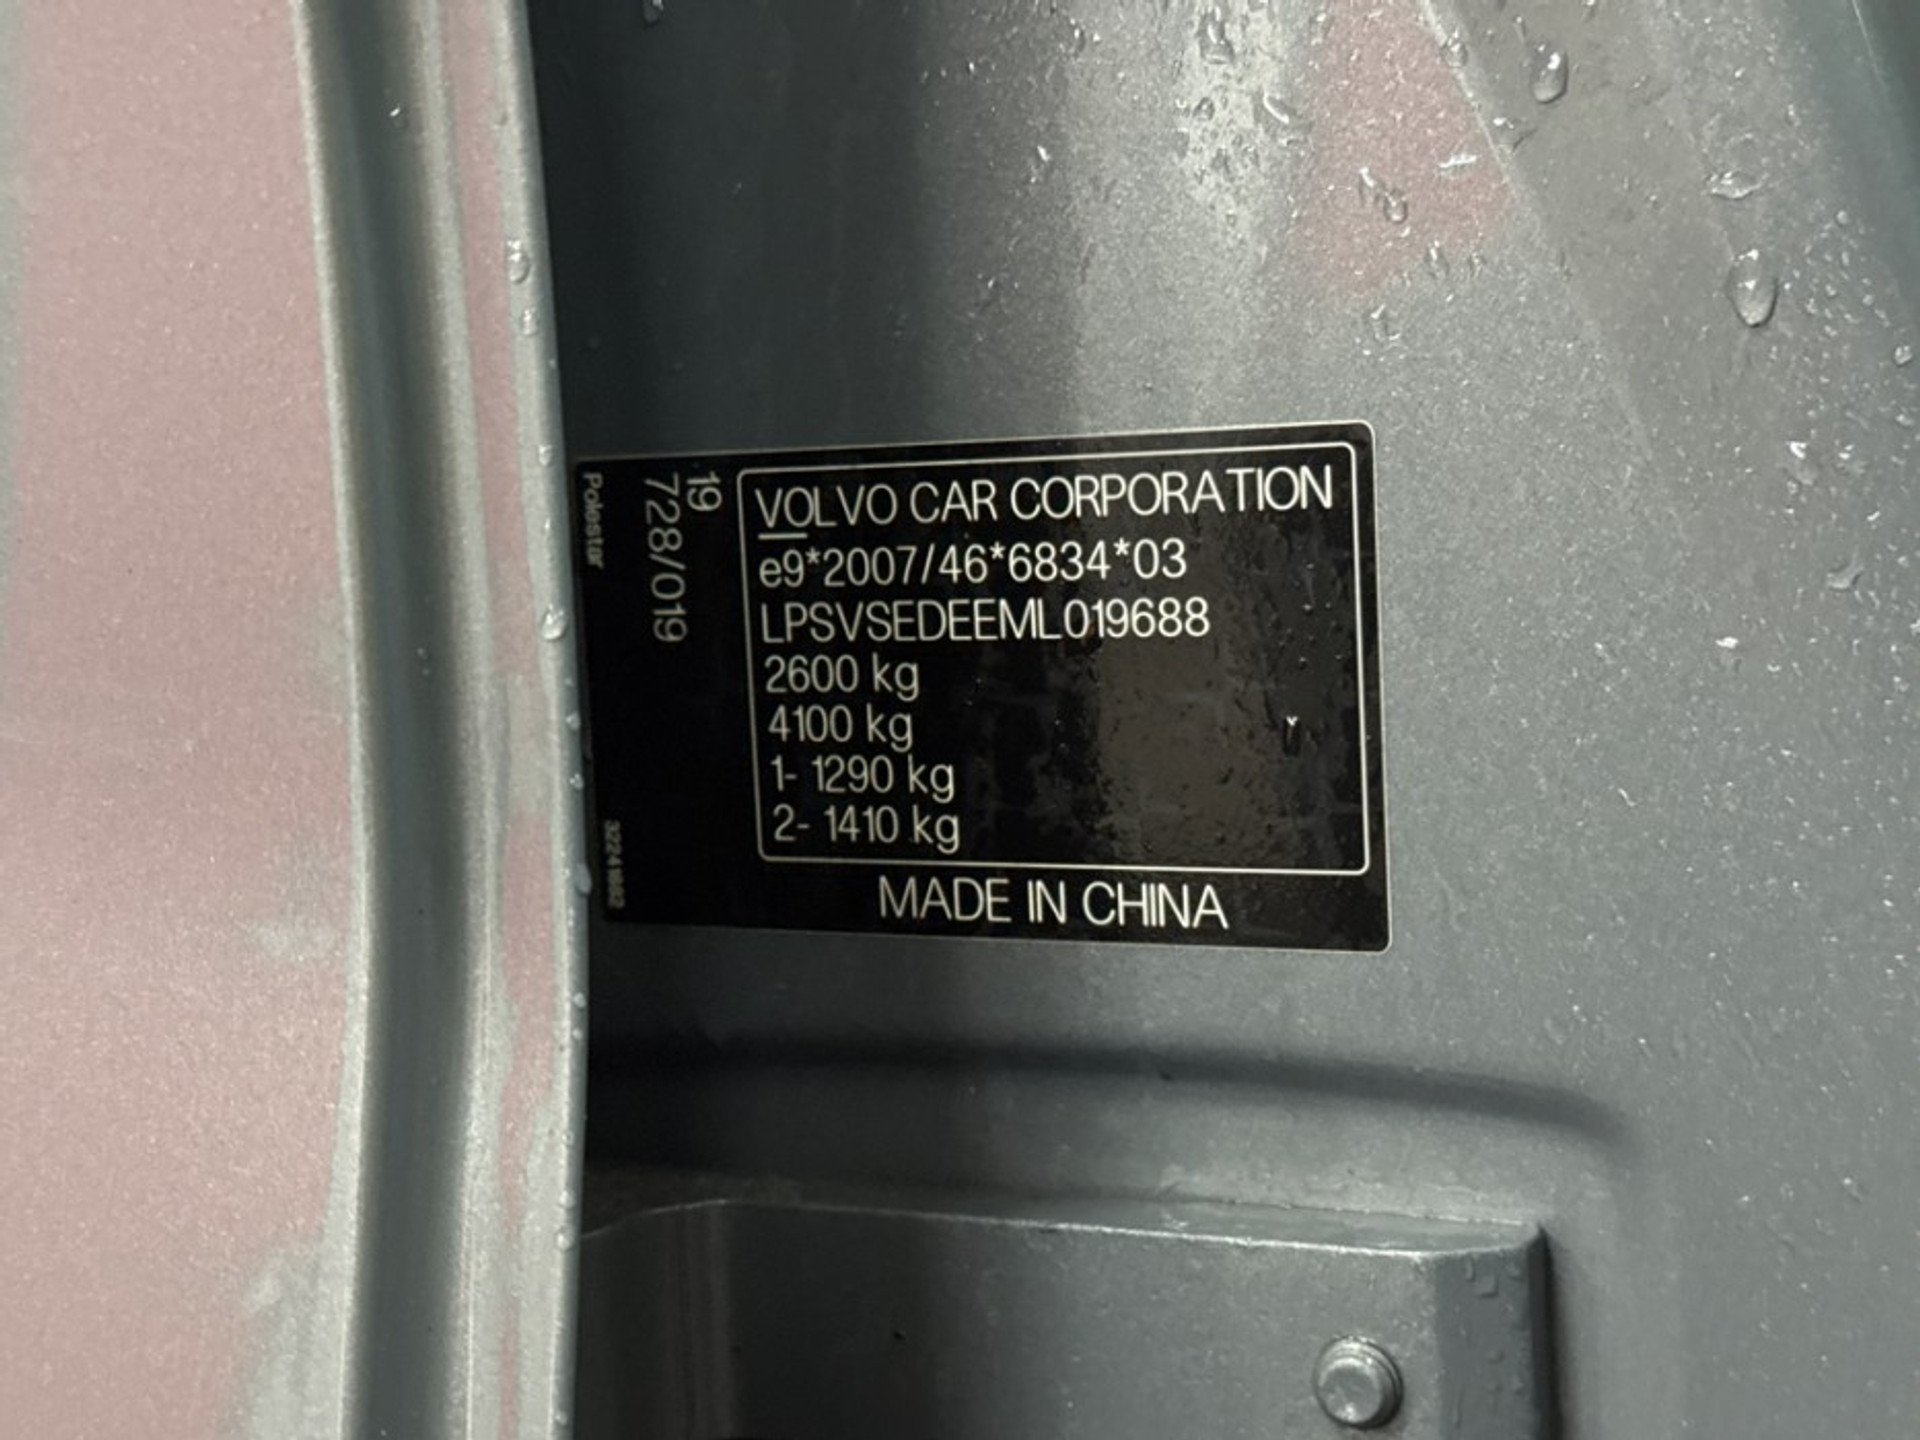 VOLVO CAR CORPORATION
e9*2007/46*6834*03
LPSVSEDEEML019688
2600 kg
4100 kg
1- 1290 kg
2- 1410 kg
MADE IN CHINA
19
728/019
Polestar